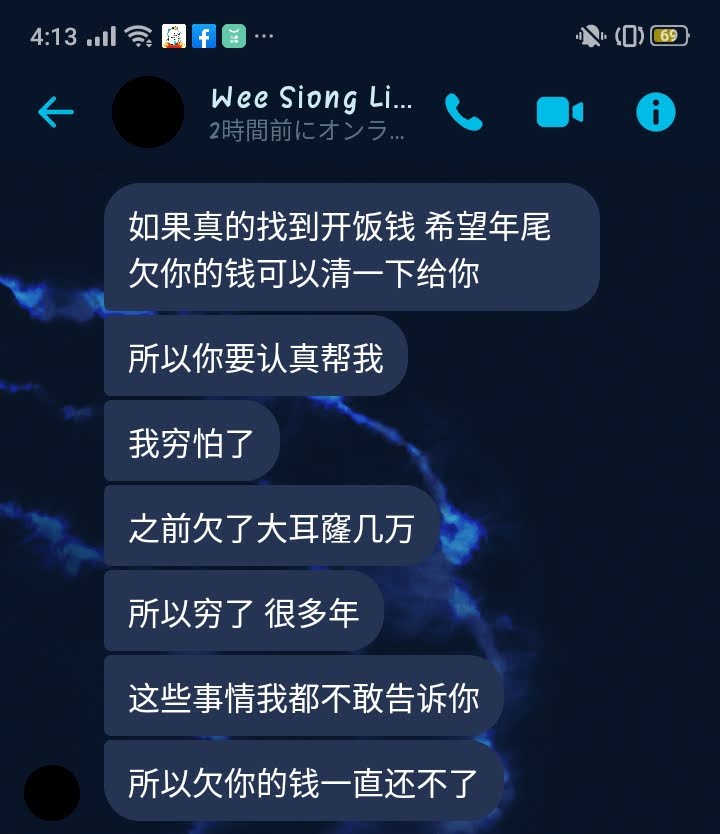 4:13
69
Wee Siong Li...
2時間前にオンラ...
如果真的找到开饭钱 希望年尾
欠你的钱可以清一下给你
所以你要认真帮我
我穷怕了
之前欠了大耳窿几万
所以穷了 很多年
这些事情我都不敢告诉你
所以欠你的钱一直还不了